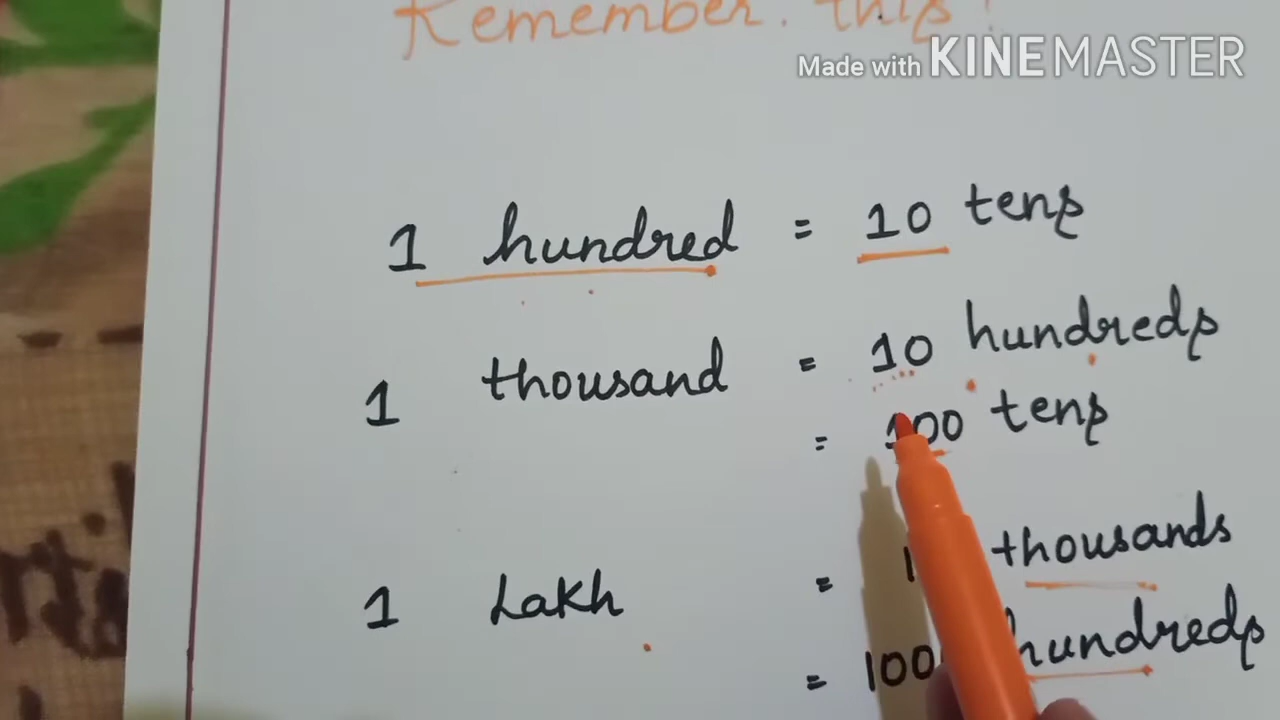 Remember. this!
Made with KINEMASTER
1 hundred = 10 tens
1 thousand = 10 hundreds
= 100 tens
1 Lakh = thousands
= hundreds